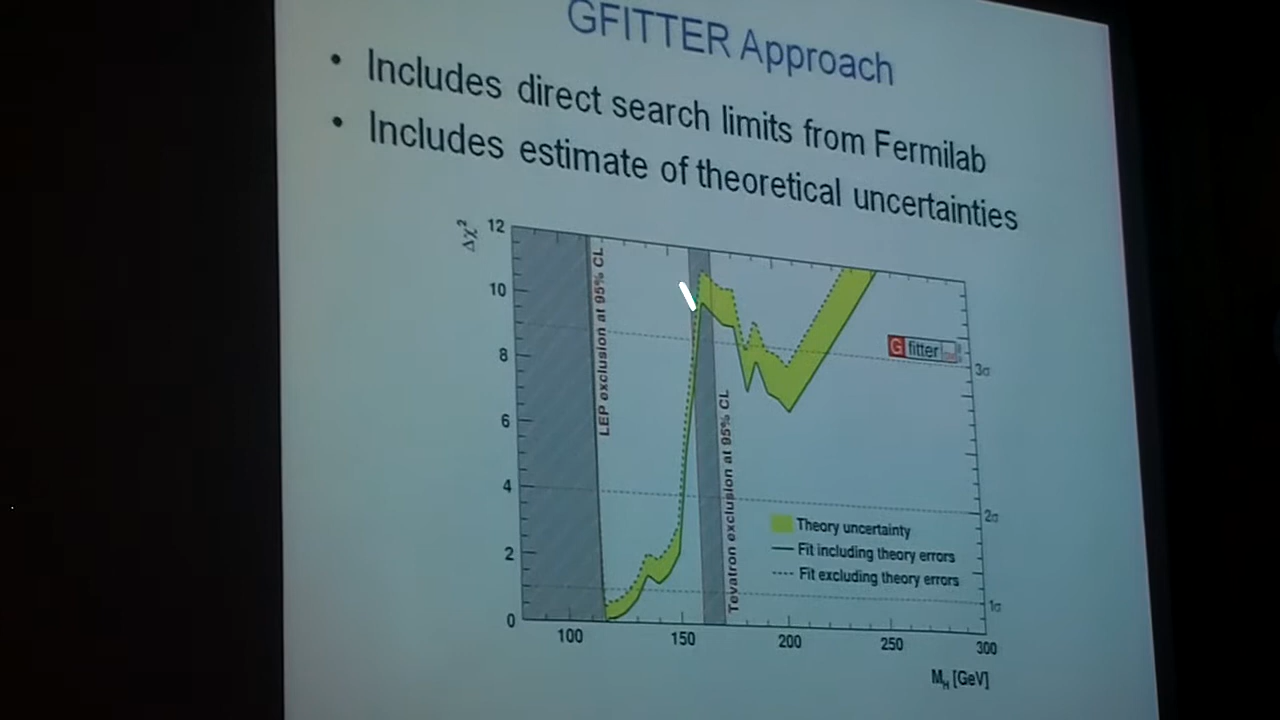 GFITTER Approach
• Includes direct search limits from Fermilab
• Includes estimate of theoretical uncertainties
Δχ²
12
10
8
6
4
2
0
LEP exclusion at 95% CL
Tevatron exclusion at 95% CL
G fitter
3σ
2σ
1σ
Theory uncertainty
Fit including theory errors
Fit excluding theory errors
100 150 200 250 300
M_H [GeV]